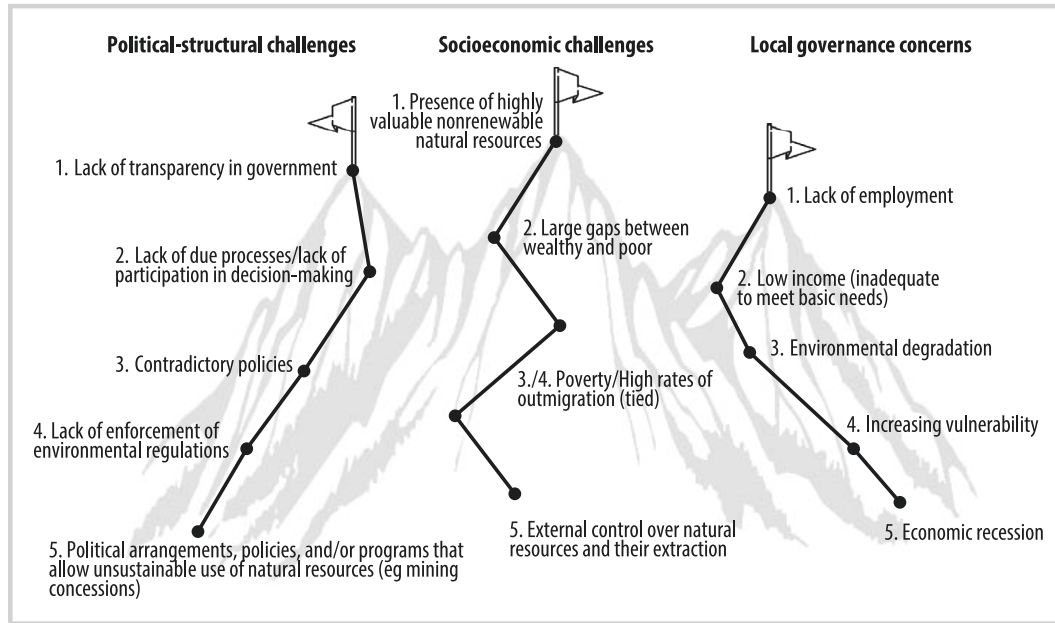 Political-structural challenges
1. Lack of transparency in government
2. Lack of due processes/lack of
participation in decision-making
3. Contradictory policies
4. Lack of enforcement of
environmental regulations
5. Political arrangements, policies, and/or programs that
allow unsustainable use of natural resources (eg mining
concessions)
Socioeconomic challenges
1. Presence of highly
valuable nonrenewable
natural resources
2. Large gaps between
wealthy and poor
3./4. Poverty/High rates of
outmigration (tied)
5. External control over natural
resources and their extraction
Local governance concerns
1. Lack of employment
2. Low income (inadequate
to meet basic needs)
3. Environmental degradation
4. Increasing vulnerability
5. Economic recession